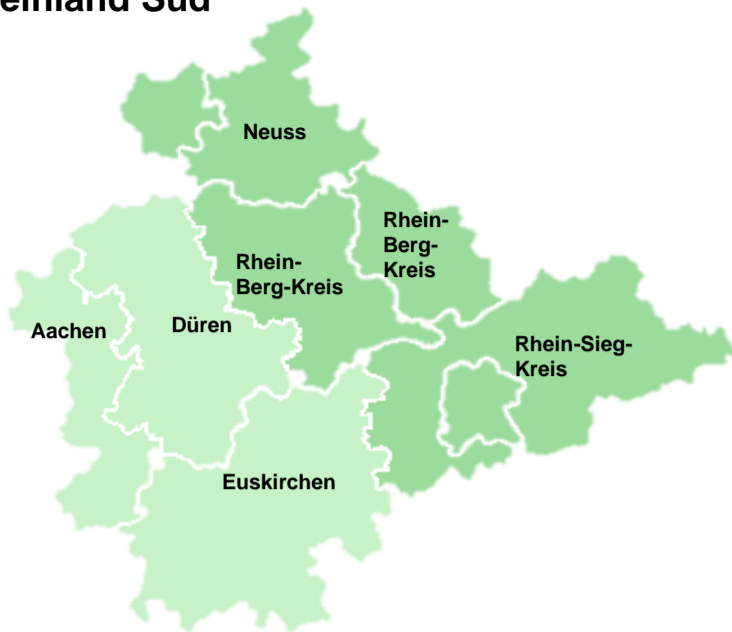 einland Süd
Neuss
Rhein-
Berg-
Kreis
Rhein-
Berg-Kreis
Aachen
Düren
Rhein-Sieg-
Kreis
Euskirchen